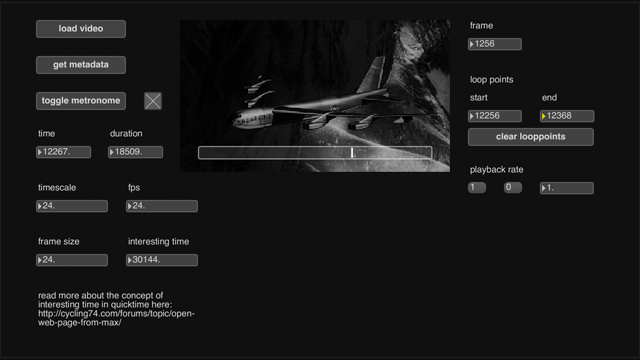 load video
get metadata
toggle metronome
time
duration
12267.
18509.
timescale
fps
24.
24.
frame size
interesting time
24.
30144.
read more about the concept of
interesting time in quicktime here:
http://cycling74.com/forums/topic/open-
web-page-from-max/
frame
1256
loop points
start
end
12256
12368
clear looppoints
playback rate
1
0
1.